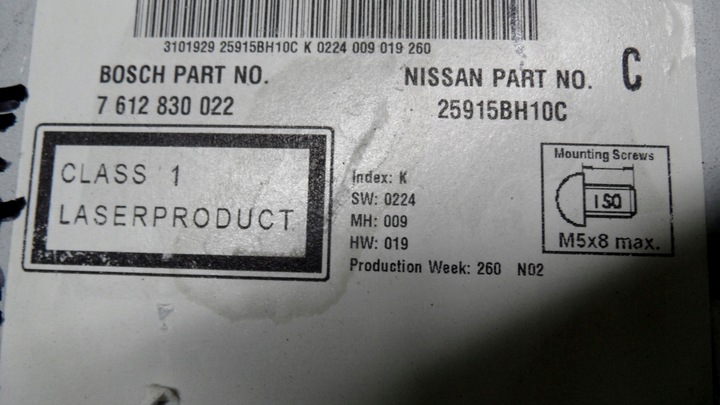 3101929 25915BH10C K 0224 009 019 260
BOSCH PART NO.
7 612 830 022
NISSAN PART NO.
25915BH10C
C
CLASS 1
LASERPRODUCT
Index: K
SW: 0224
MH: 009
HW: 019
Production Week: 260 N02
Mounting Screws
ISO
M5x8 max.